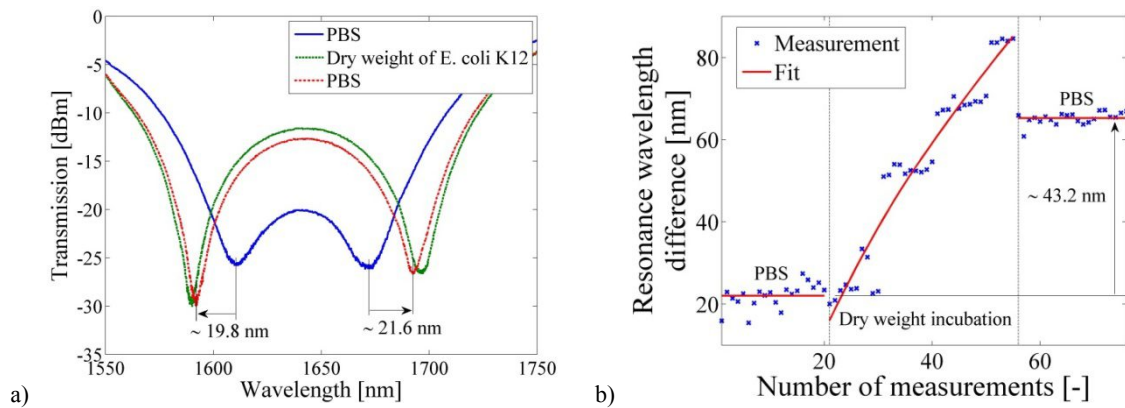 0
-5
-10
-15
-20
-25
-30
-35
Transmission [dBm]
PBS
Dry weight of E. coli K12
PBS
~ 19.8 nm
~ 21.6 nm
1550
1600
1650
1700
1750
Wavelength [nm]
a)
80
60
40
20
Resonance wavelength
difference [nm]
Measurement
Fit
PBS
~ 43.2 nm
PBS
Dry weight incubation
20
40
60
Number of measurements [-]
b)